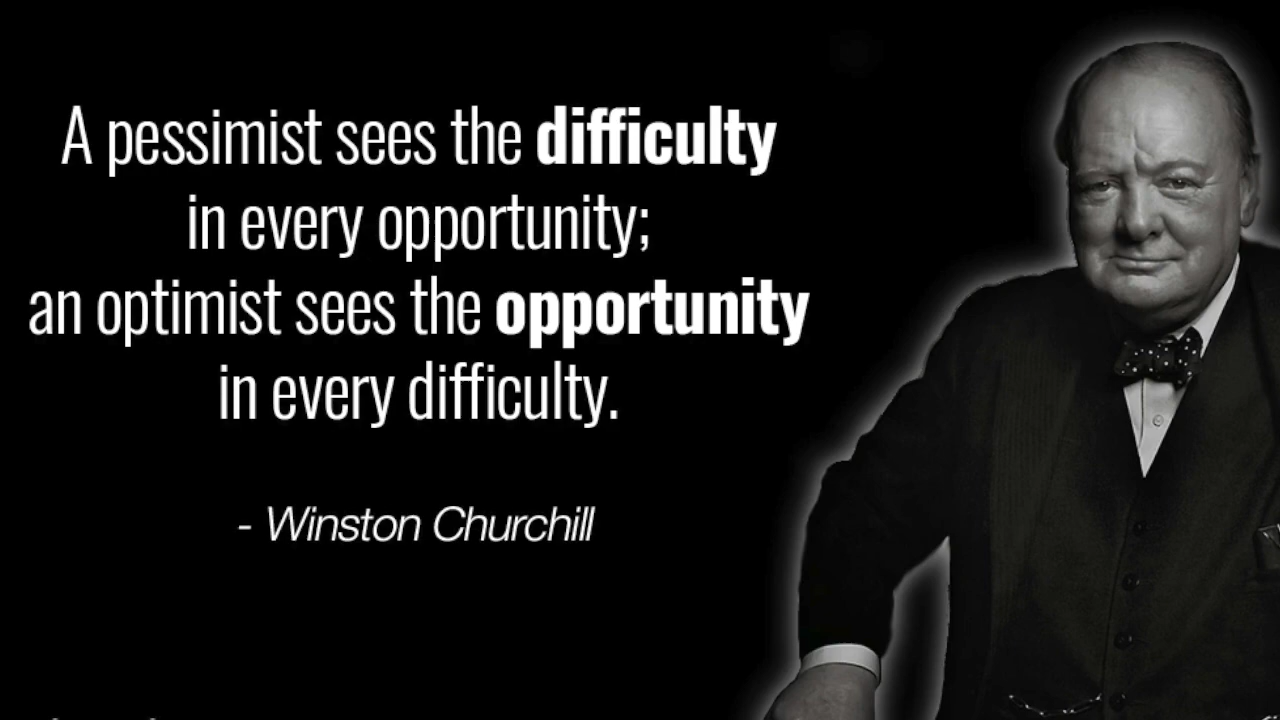 A pessimist sees the difficulty
in every opportunity;
an optimist sees the opportunity
in every difficulty.
- Winston Churchill